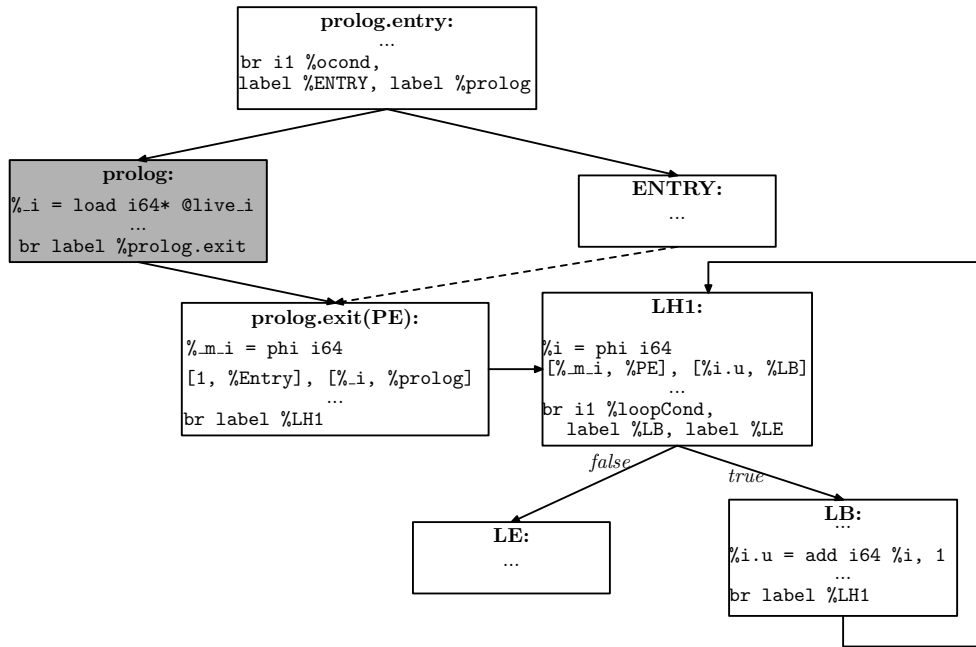 prolog.entry:
...
br i1 %ocond,
label %ENTRY, label %prolog
prolog:
%_i = load i64* @live_i
...
br label %prolog.exit
ENTRY:
...
prolog.exit(PE):
%_m_i = phi i64
[1, %Entry], [%_i, %prolog]
...
br label %LH1
LH1:
%i = phi i64
[%_m_i, %PE], [%i.u, %LB]
...
br i1 %loopCond,
label %LB, label %LE
false
true
LE:
...
LB:
...
%i.u = add i64 %i, 1
...
br label %LH1